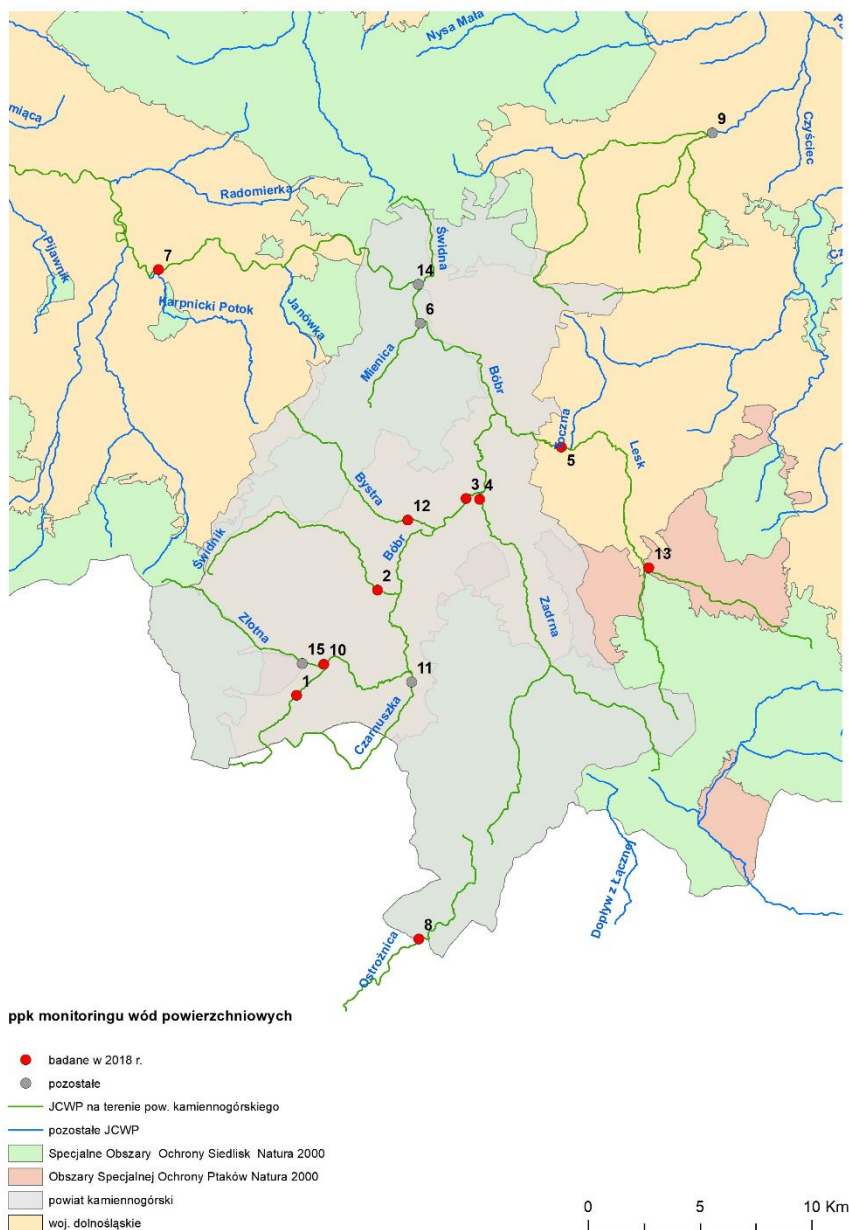 Nysa Mała
miąca
Czyściec
9
Radomierka
Świdna
Pijawnik
7
14
Karpnicki Potok
Janówka
6
Mienica
Bóbr
Lesk
5
Bystra
3
4
12
Bóbr
13
Świdnik
2
Zadrna
Złotna
15
10
11
1
Czarnuszka
Dopływ z Łącznej
8
Ostrożnica
ppk monitoringu wód powierzchniowych
badane w 2018 r.
pozostałe
JCWP na terenie pow. kamiennogórskiego
pozostałe JCWP
Specjalne Obszary Ochrony Siedlisk Natura 2000
Obszary Specjalnej Ochrony Ptaków Natura 2000
powiat kamiennogórski
woj. dolnośląskie
0 5 10 Km